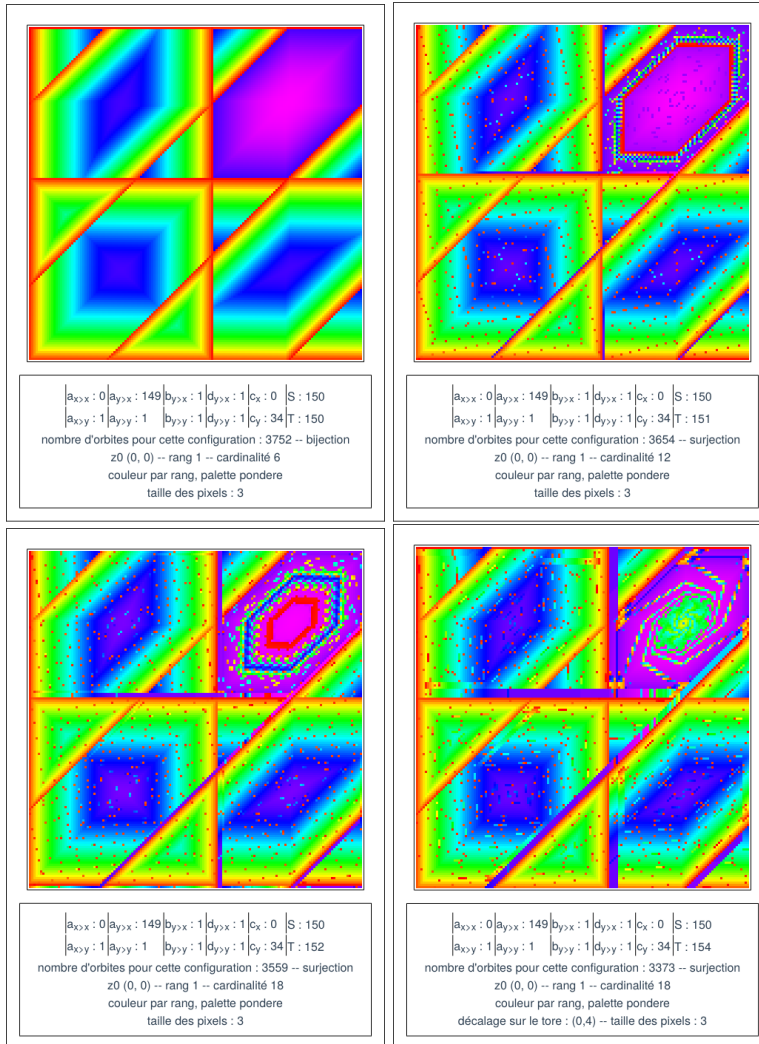 a x>x : 0 a y>x : 149 b y>x : 1 d y>x : 1 c x : 0 S : 150
a x>y : 1 a y>y : 1 b y>y : 1 d y>y : 1 c y : 34 T : 150
nombre d'orbites pour cette configuration : 3752 -- bijection
z0 (0, 0) -- rang 1 -- cardinalité 6
couleur par rang, palette pondere
taille des pixels : 3
a x>x : 0 a y>x : 149 b y>x : 1 d y>x : 1 c x : 0 S : 150
a x>y : 1 a y>y : 1 b y>y : 1 d y>y : 1 c y : 34 T : 151
nombre d'orbites pour cette configuration : 3654 -- surjection
z0 (0, 0) -- rang 1 -- cardinalité 12
couleur par rang, palette pondere
taille des pixels : 3
a x>x : 0 a y>x : 149 b y>x : 1 d y>x : 1 c x : 0 S : 150
a x>y : 1 a y>y : 1 b y>y : 1 d y>y : 1 c y : 34 T : 152
nombre d'orbites pour cette configuration : 3559 -- surjection
z0 (0, 0) -- rang 1 -- cardinalité 18
couleur par rang, palette pondere
taille des pixels : 3
a x>x : 0 a y>x : 149 b y>x : 1 d y>x : 1 c x : 0 S : 150
a x>y : 1 a y>y : 1 b y>y : 1 d y>y : 1 c y : 34 T : 154
nombre d'orbites pour cette configuration : 3373 -- surjection
z0 (0, 0) -- rang 1 -- cardinalité 18
couleur par rang, palette pondere
décalage sur le tore : (0,4) -- taille des pixels : 3